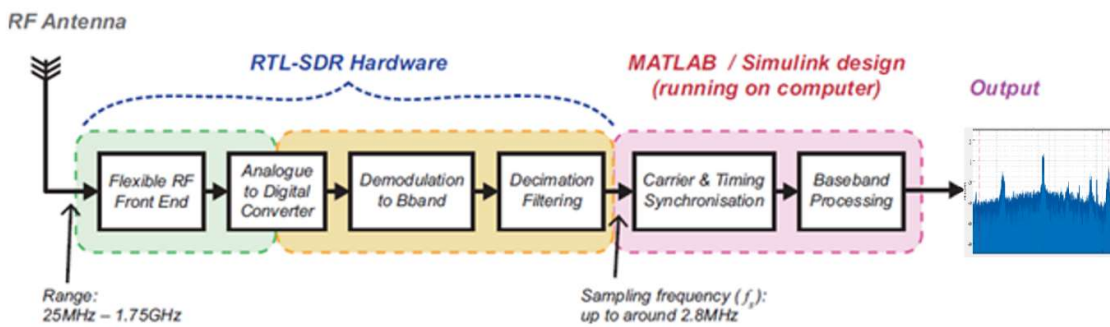 RF Antenna
RTL-SDR Hardware
MATLAB / Simulink design
(running on computer)
Output
Flexible RF
Front End
Analogue
to Digital
Converter
Demodulation
to Bband
Decimation
Filtering
Carrier & Timing
Synchronisation
Baseband
Processing
Range:
25MHz – 1.75GHz
Sampling frequency (fs):
up to around 2.8MHz